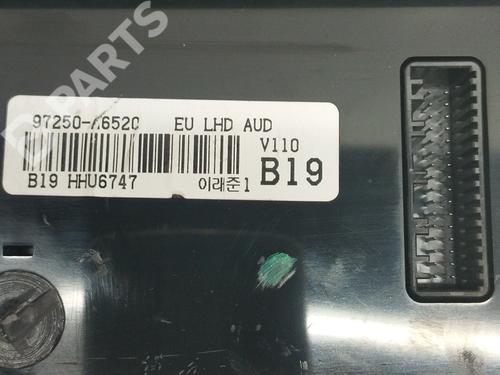 B-PARTS
97250-A6520 EU LHD AUD
V110
B19 HHU6747 이래준1 B19